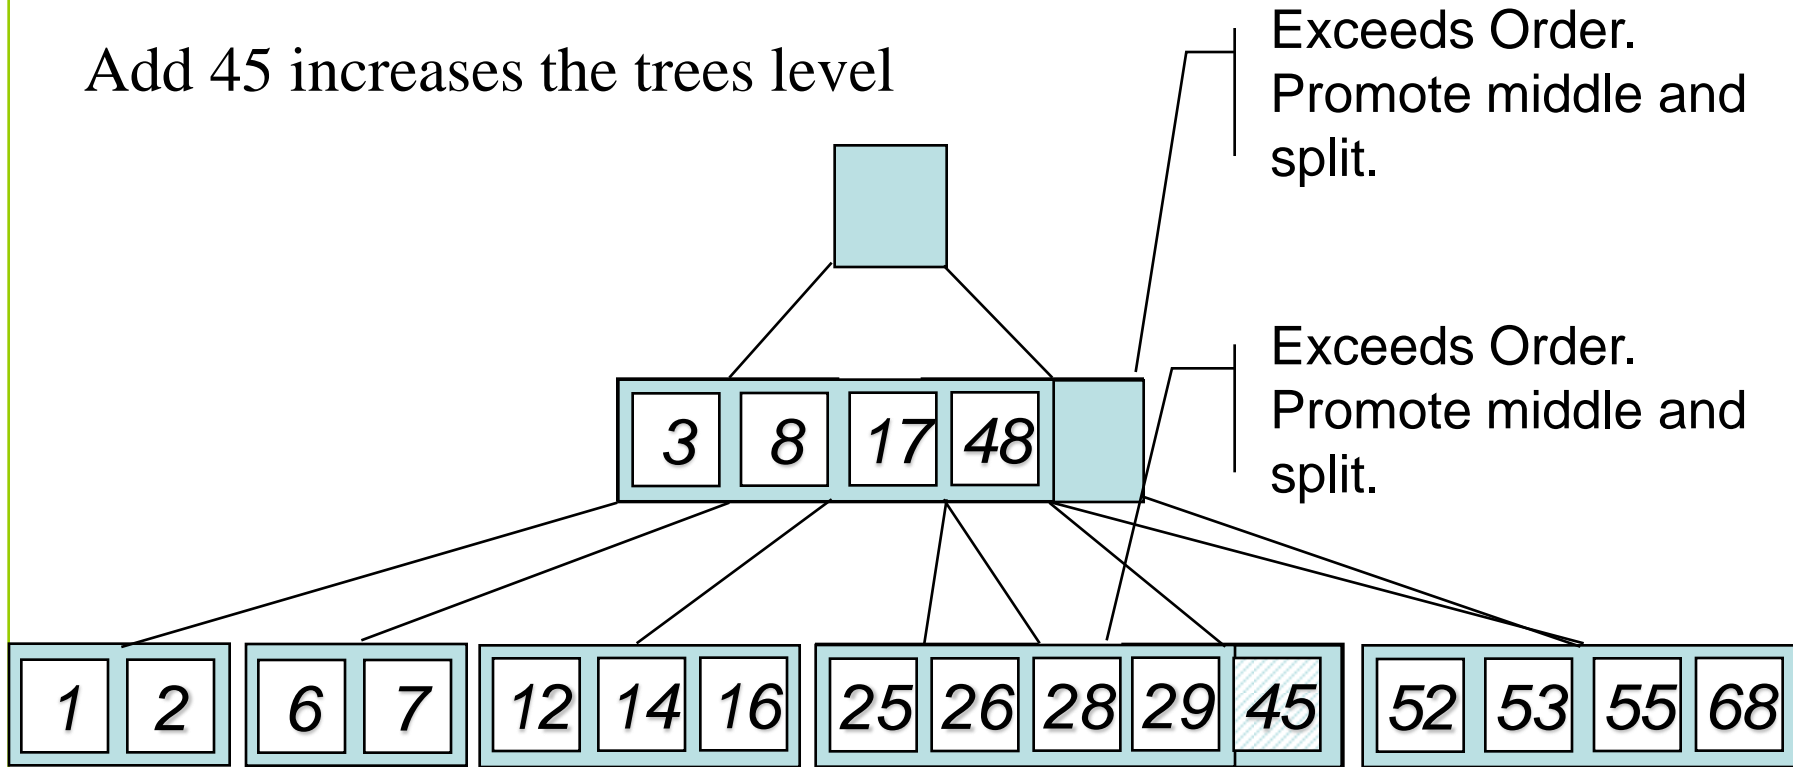 Add 45 increases the trees level
Exceeds Order.
Promote middle and
split.
Exceeds Order.
Promote middle and
split.
3 8 17 48
1 2 6 7 12 14 16 25 26 28 29 45 52 53 55 68